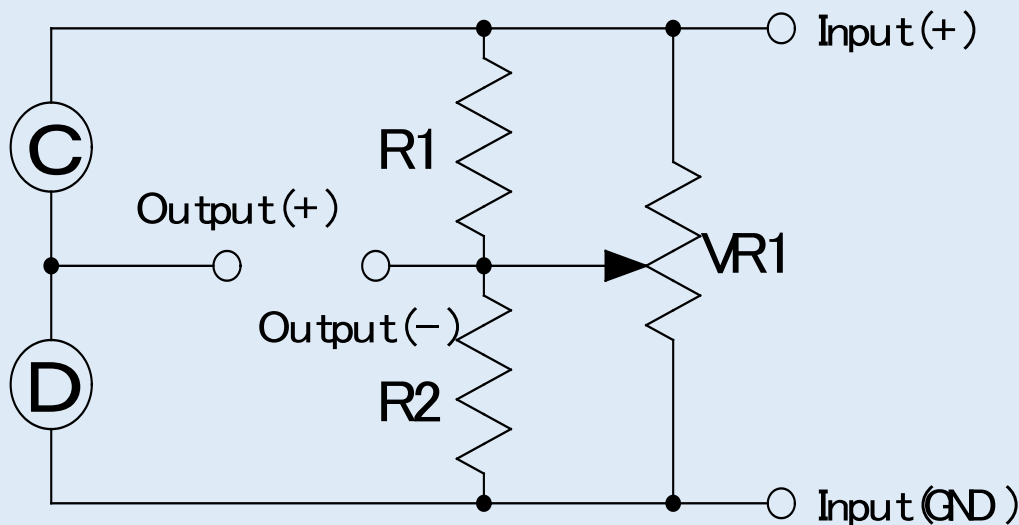 Input(+)
C
R1
Output(+)
VR1
Output(−)
D
R2
Input(GND)